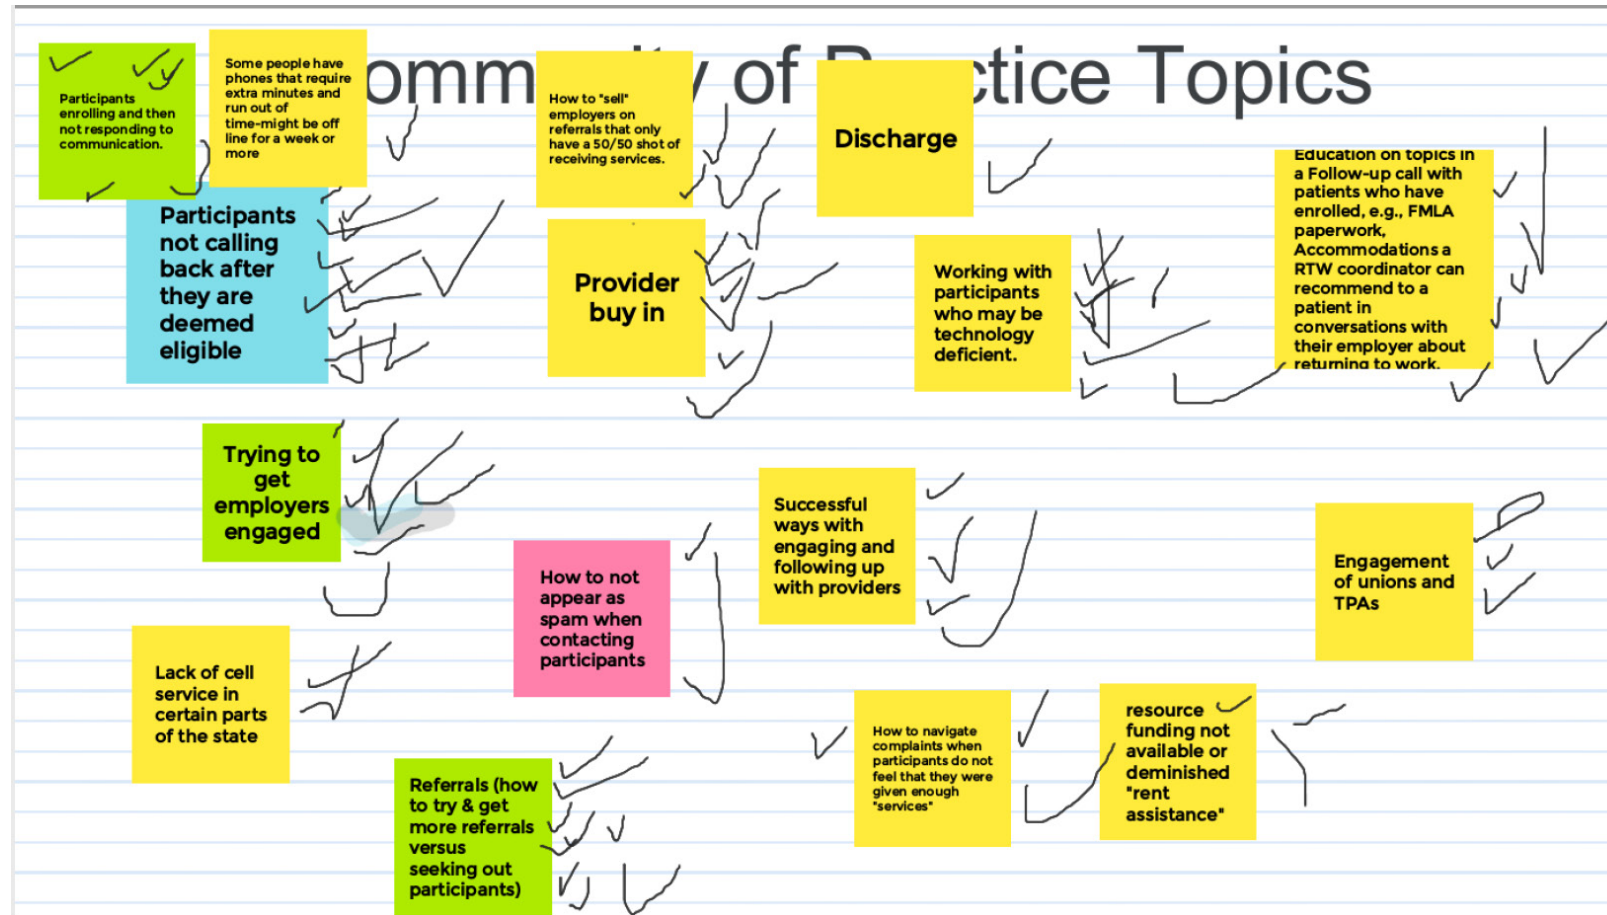 ommu ty of P ctice Topics
Participants
enrolling and then
not responding to
communication.
Some people have
phones that require
extra minutes and
run out of
time-might be off
line for a week or
more
How to "sell"
employers on
referrals that only
have a 50/50 shot of
receiving services.
Discharge
Education on topics in
a Follow-up call with
patients who have
enrolled, e.g., FMLA
paperwork,
Accommodations a
RTW coordinator can
recommend to a
patient in
conversations with
their employer about
returning to work.
Participants
not calling
back after
they are
deemed
eligible
Provider
buy in
Working with
participants
who may be
technology
deficient.
Trying to
get
employers
engaged
How to not
appear as
spam when
contacting
participants
Successful
ways with
engaging and
following up
with providers
Engagement
of unions and
TPAs
Lack of cell
service in
certain parts
of the state
Referrals (how
to try & get
more referrals
versus
seeking out
participants)
How to navigate
complaints when
participants do not
feel that they were
given enough
"services"
resource
funding not
available or
deminished
"rent
assistance"